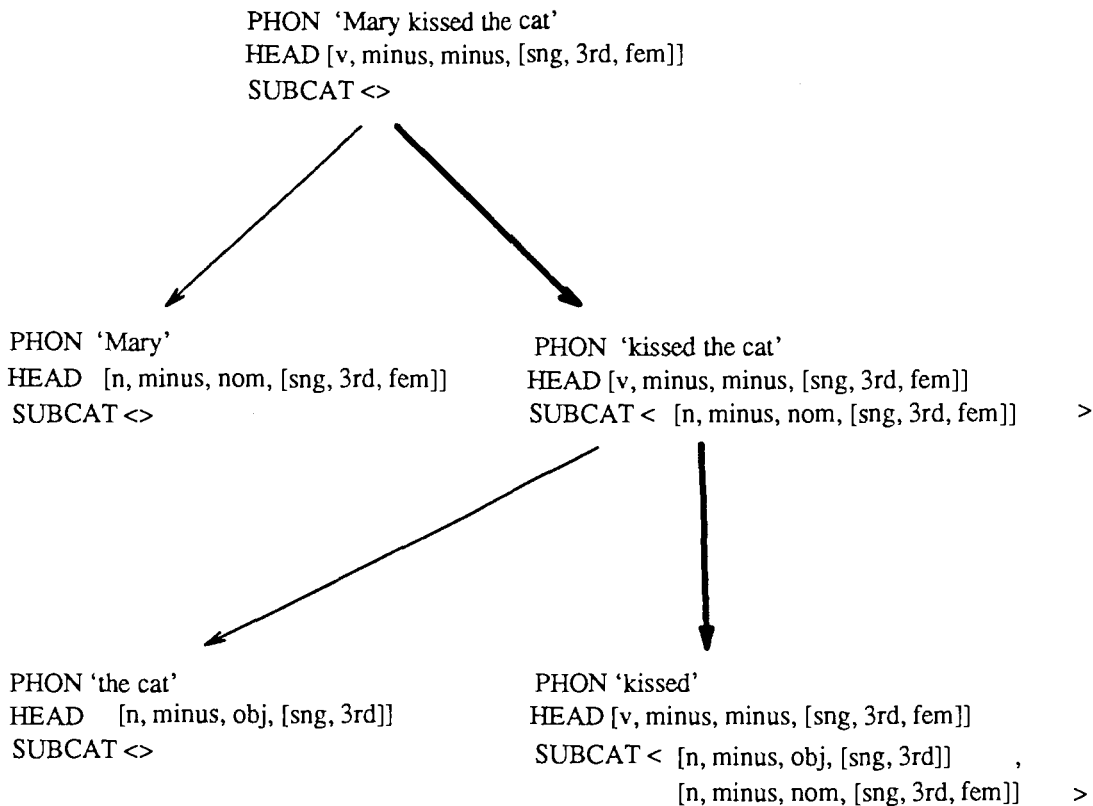 PHON 'Mary kissed the cat'
HEAD [v, minus, minus, [sng, 3rd, fem]]
SUBCAT <>
PHON 'Mary'
HEAD [n, minus, nom, [sng, 3rd, fem]]
SUBCAT <>
PHON 'kissed the cat'
HEAD [v, minus, minus, [sng, 3rd, fem]]
SUBCAT < [n, minus, nom, [sng, 3rd, fem]] >
PHON 'the cat'
HEAD [n, minus, obj, [sng, 3rd]]
SUBCAT <>
PHON 'kissed'
HEAD [v, minus, minus, [sng, 3rd, fem]]
SUBCAT < [n, minus, obj, [sng, 3rd]] ,
[n, minus, nom, [sng, 3rd, fem]] >